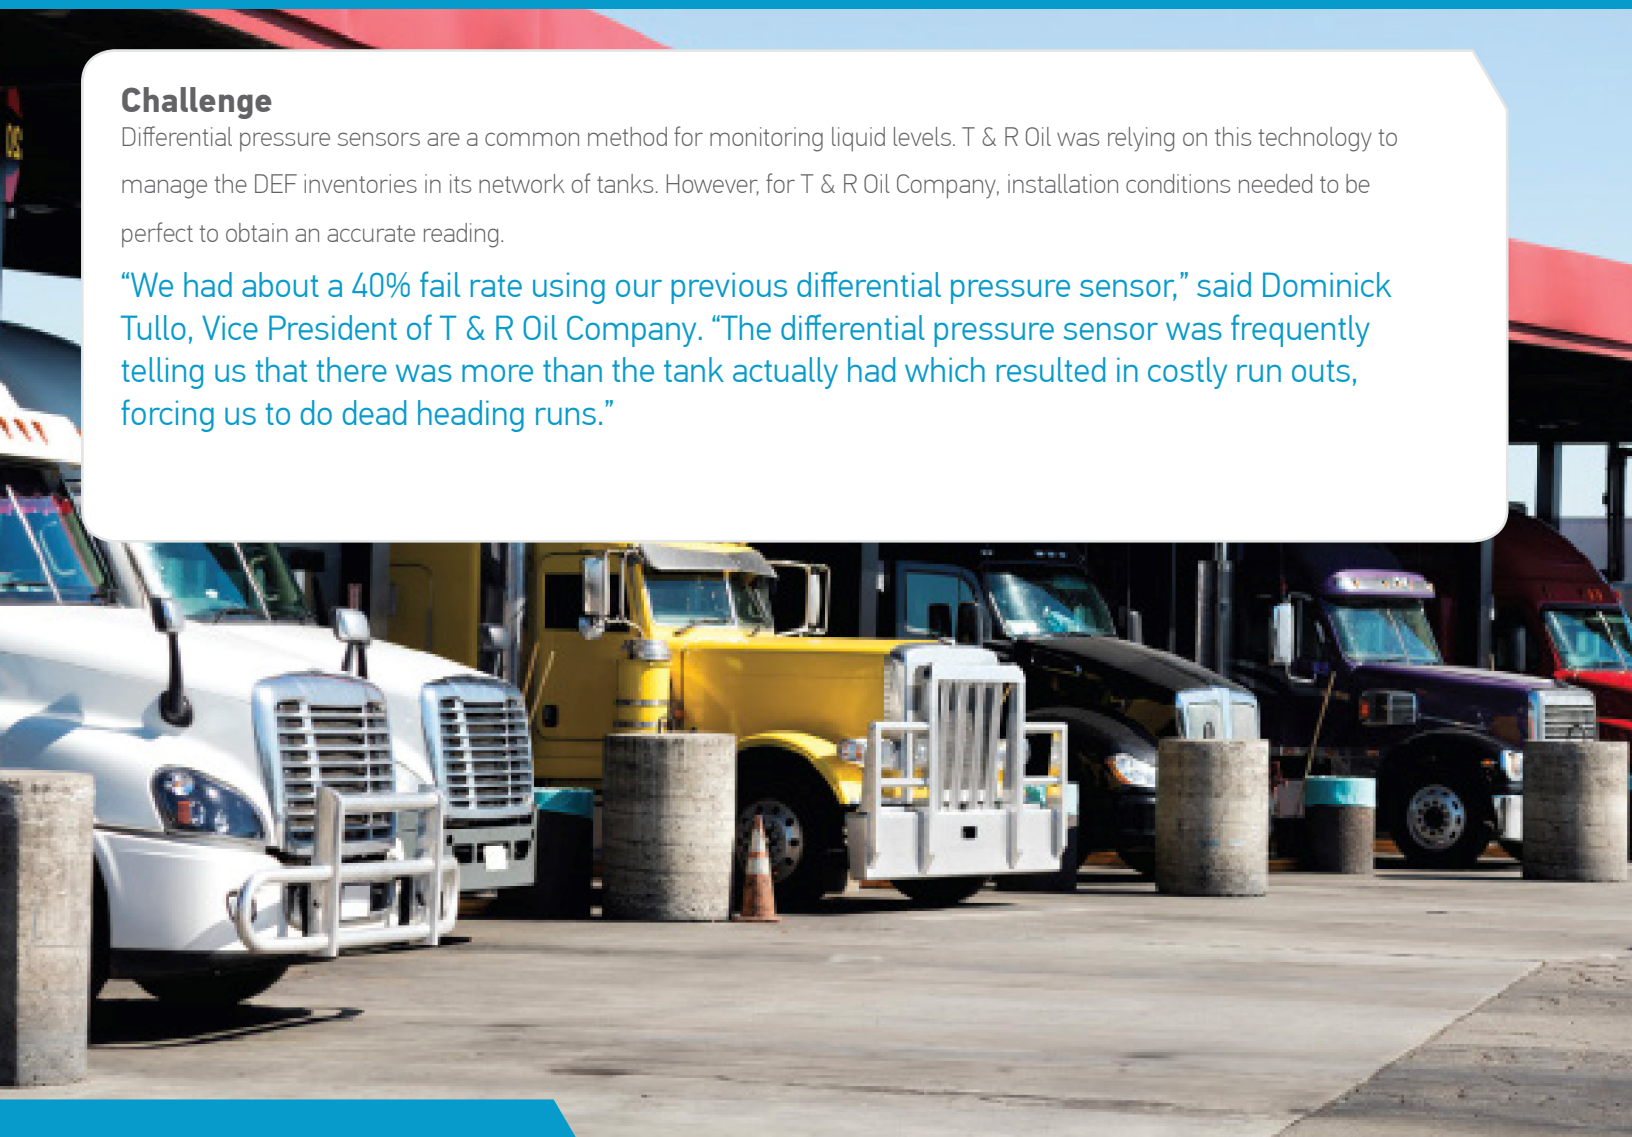 Challenge
Differential pressure sensors are a common method for monitoring liquid levels. T & R Oil was relying on this technology to
manage the DEF inventories in its network of tanks. However, for T & R Oil Company, installation conditions needed to be
perfect to obtain an accurate reading.
“We had about a 40% fail rate using our previous differential pressure sensor,” said Dominick
Tullo, Vice President of T & R Oil Company. “The differential pressure sensor was frequently
telling us that there was more than the tank actually had which resulted in costly run outs,
forcing us to do dead heading runs.”